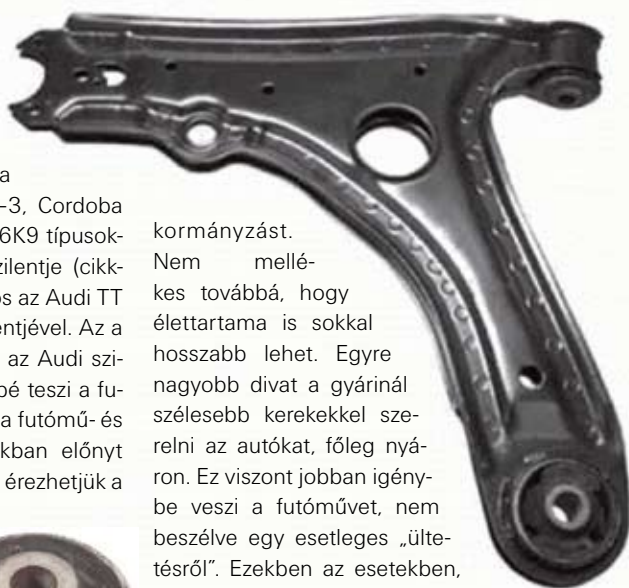 a
-3, Cordoba
6K9 típusok-
zilentje (cikk-
os az Audi TT
entjével. Az a
az Audi szi-
bé teszi a fu-
a futómű- és
kban előnyt
érezhetjük a
kormányzást.
Nem mellé-
kes továbbá, hogy
élettartama is sokkal
hosszabb lehet. Egyre
nagyobb divat a gyárinál
szélesebb kerekekkel sze-
relni az autókat, főleg nyá-
ron. Ez viszont jobban igény-
be veszi a futóművet, nem
beszélve egy esetleges „ülte-
tésről”. Ezekben az esetekben,